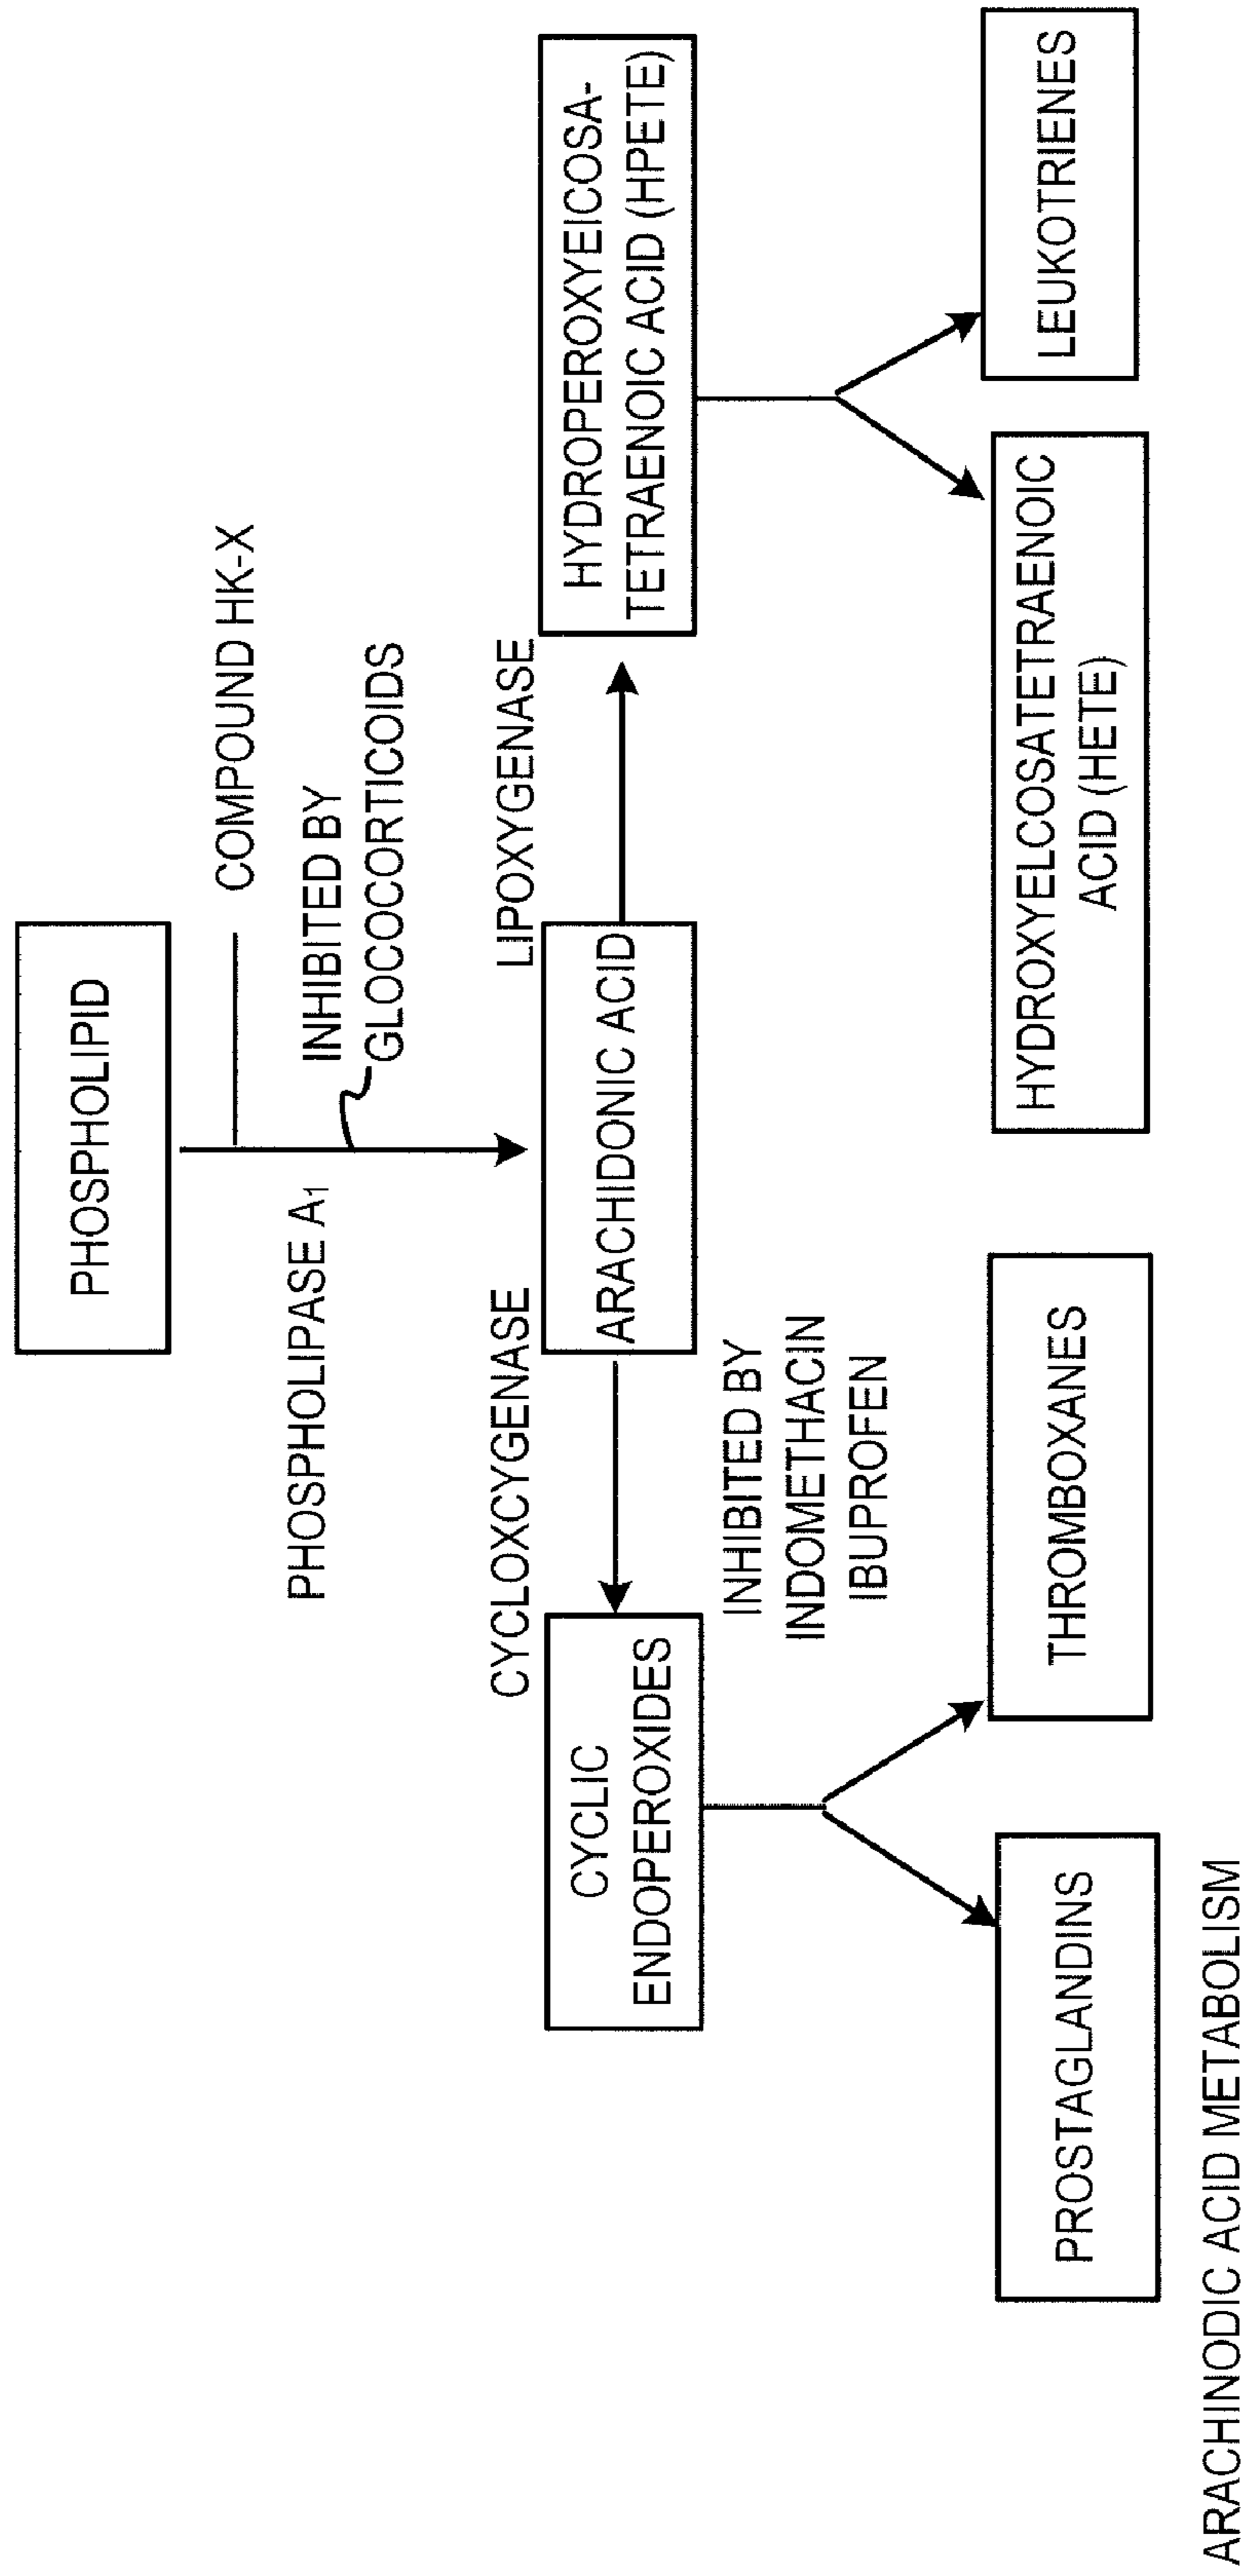 PHOSPHOLIPID
COMPOUND HK-X
PHOSPHOLIPASE A1
INHIBITED BY
GLOCOCORTICOIDS
CYCLOXCYGENASE
LIPOXYGENASE
CYCLIC
ENDOPEROXIDES
ARACHIDONIC ACID
HYDROPEROXYEICOSA-
TETRAENOIC ACID (HPETE)
INHIBITED BY
INDOMETHACIN
IBUPROFEN
PROSTAGLANDINS
THROMBOXANES
HYDROXYELCOSATETRAENOIC
ACID (HETE)
LEUKOTRIENES
ARACHINODIC ACID METABOLISM